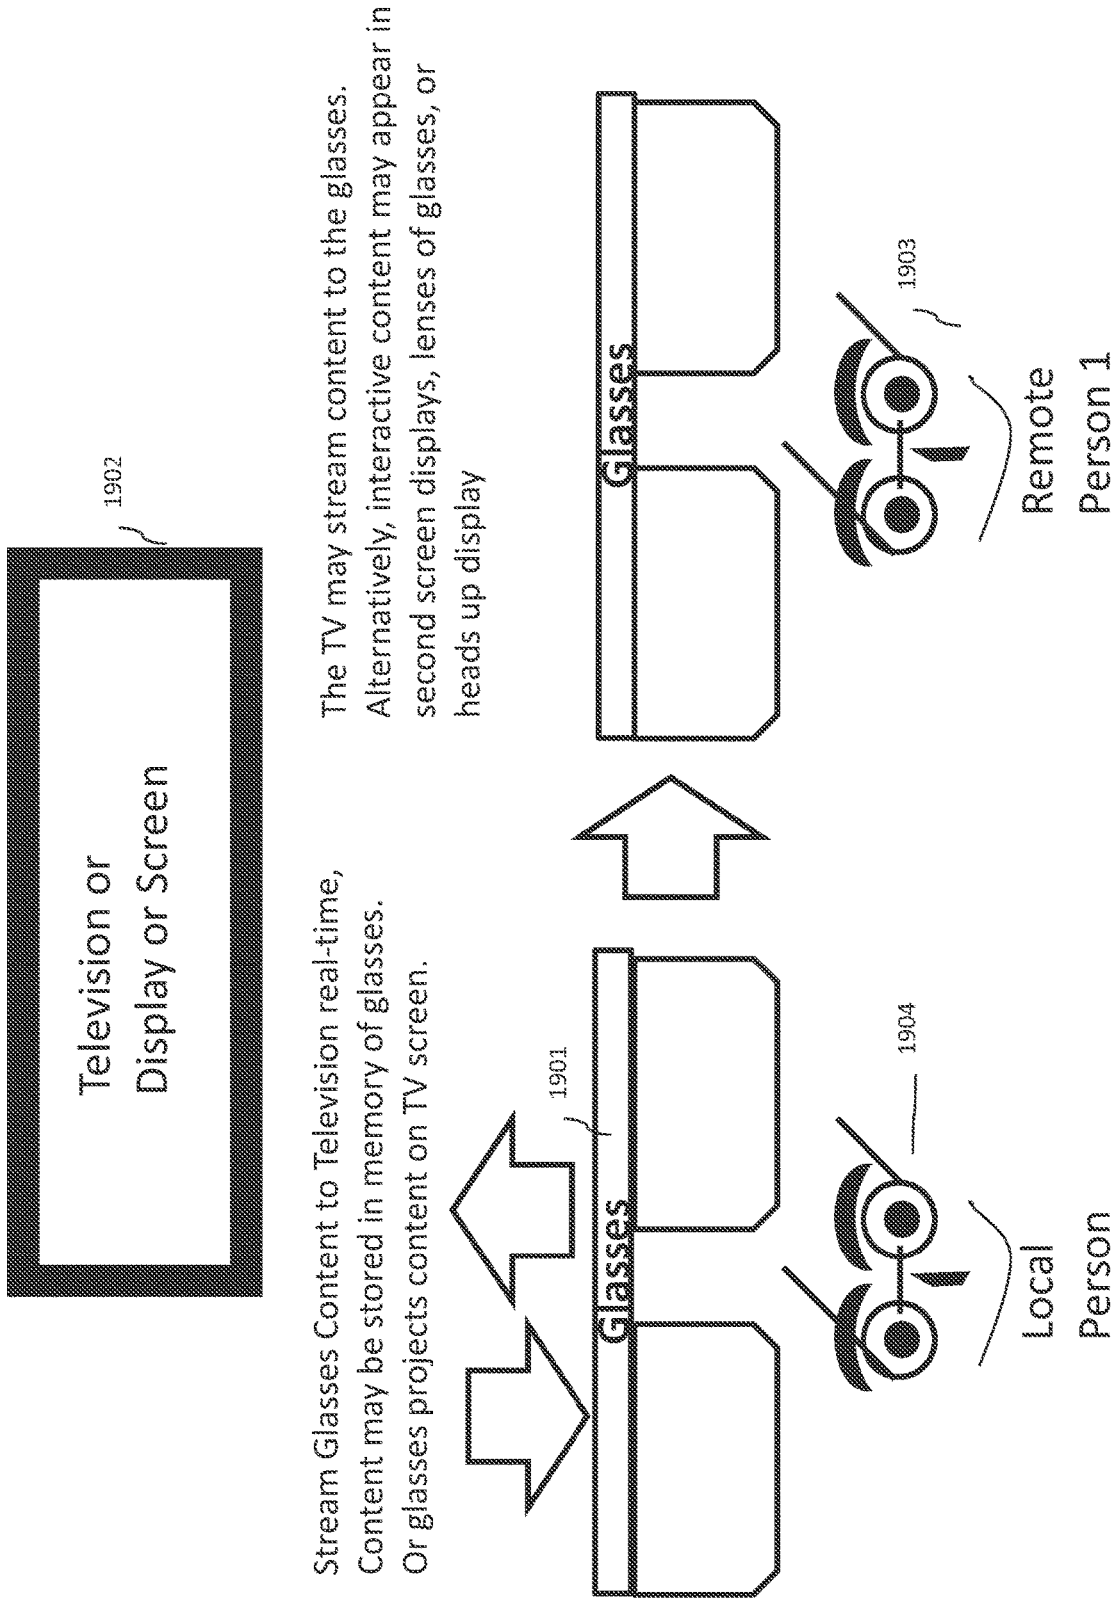 Television or
Display or Screen
1902
Stream Glasses Content to Television real-time,
Content may be stored in memory of glasses.
Or glasses projects content on TV screen.
The TV may stream content to the glasses.
Alternatively, interactive content may appear in
second screen displays, lenses of glasses, or
heads up display
1901
Glasses
Glasses
1904
1903
Local
Person
Remote
Person 1